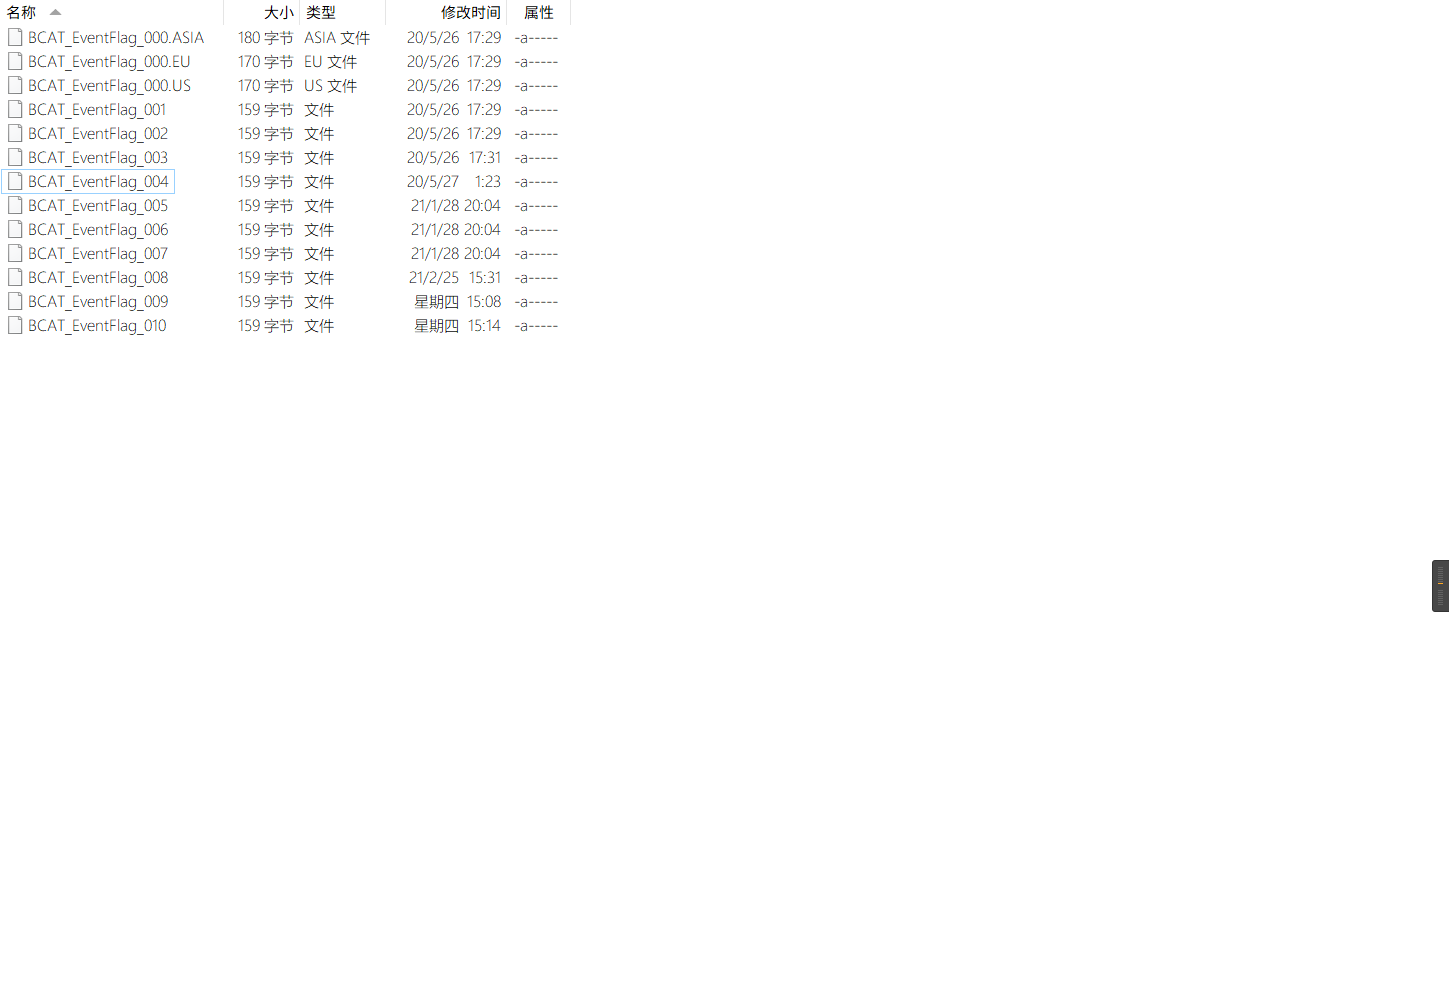 名称 大小 类型 修改时间 属性
BCAT_EventFlag_000.ASIA 180 字节 ASIA 文件 20/5/26 17:29 -a-----
BCAT_EventFlag_000.EU 170 字节 EU 文件 20/5/26 17:29 -a-----
BCAT_EventFlag_000.US 170 字节 US 文件 20/5/26 17:29 -a-----
BCAT_EventFlag_001 159 字节 文件 20/5/26 17:29 -a-----
BCAT_EventFlag_002 159 字节 文件 20/5/26 17:29 -a-----
BCAT_EventFlag_003 159 字节 文件 20/5/26 17:31 -a-----
BCAT_EventFlag_004 159 字节 文件 20/5/27 1:23 -a-----
BCAT_EventFlag_005 159 字节 文件 21/1/28 20:04 -a-----
BCAT_EventFlag_006 159 字节 文件 21/1/28 20:04 -a-----
BCAT_EventFlag_007 159 字节 文件 21/1/28 20:04 -a-----
BCAT_EventFlag_008 159 字节 文件 21/2/25 15:31 -a-----
BCAT_EventFlag_009 159 字节 文件 星期四 15:08 -a-----
BCAT_EventFlag_010 159 字节 文件 星期四 15:14 -a-----